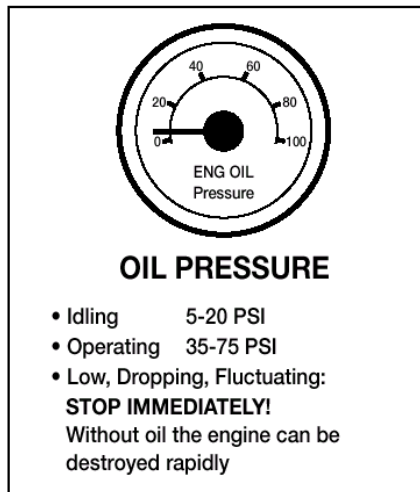 40 60
20 80
0 100
ENG OIL
Pressure
OIL PRESSURE
• Idling 5-20 PSI
• Operating 35-75 PSI
• Low, Dropping, Fluctuating:
STOP IMMEDIATELY!
Without oil the engine can be
destroyed rapidly